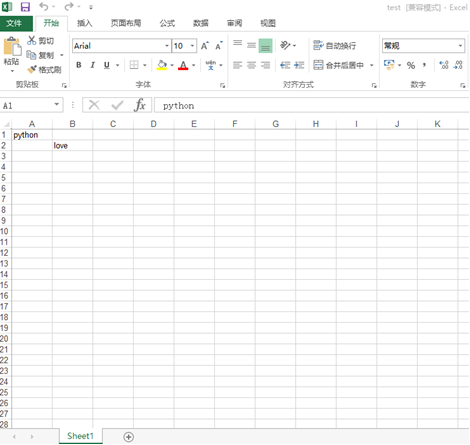 test [兼容模式] - Excel
文件 开始 插入 页面布局 公式 数据 审阅 视图
粘贴 剪切 复制 格式刷
Arial 10 A A
B I U A wén 文
自动换行
合并后居中
常规
% , .0 .00
剪贴板 字体 对齐方式 数字
A1 fx python
A B C D E F G H I J K
1 python
2 love
3
4
5
6
7
8
9
10
11
12
13
14
15
16
17
18
19
20
21
22
23
24
25
26
27
28
Sheet1